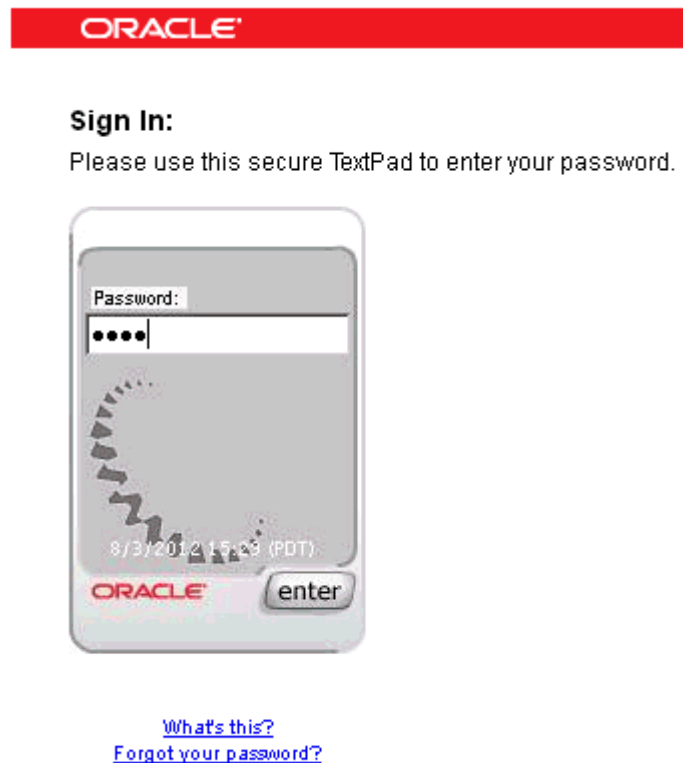 ORACLE
Sign In:
Please use this secure TextPad to enter your password.
Password:
8/3/2012 15:29 (PDT)
ORACLE
enter
What's this?
Forgot your password?